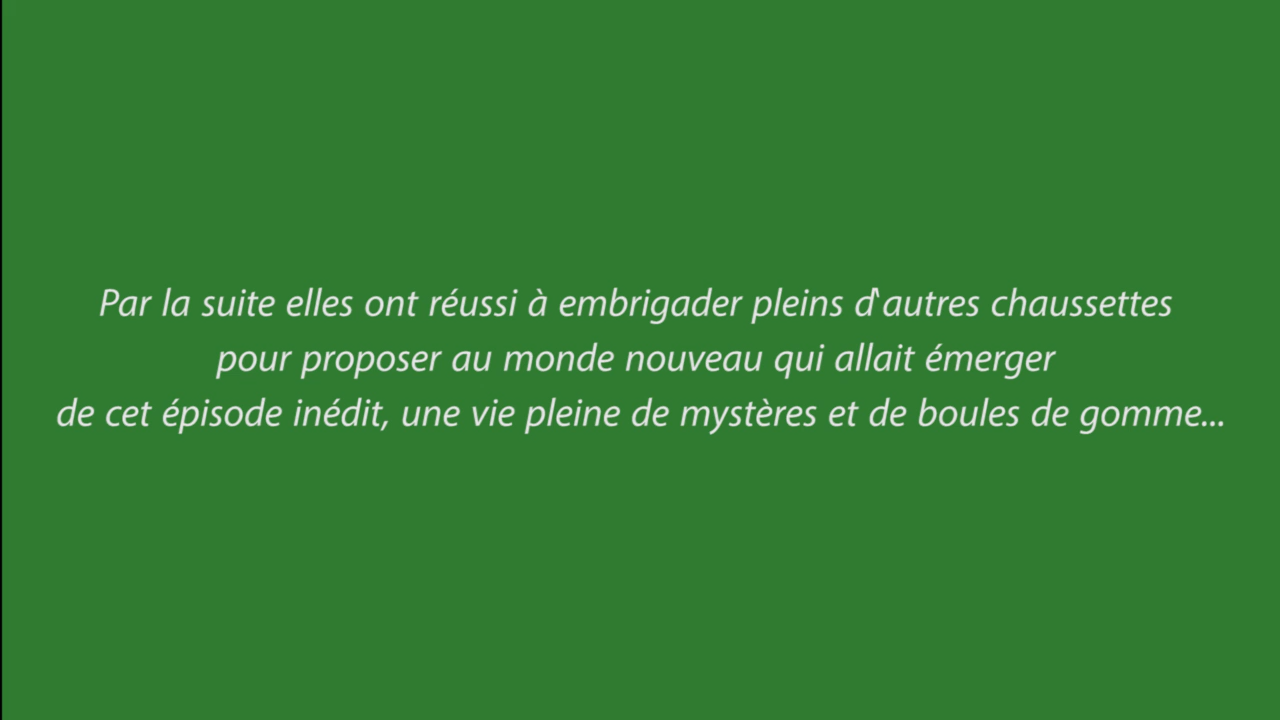 Par la suite elles ont réussi à embrigader pleins d'autres chaussettes
pour proposer au monde nouveau qui allait émerger
de cet épisode inédit, une vie pleine de mystères et de boules de gomme...